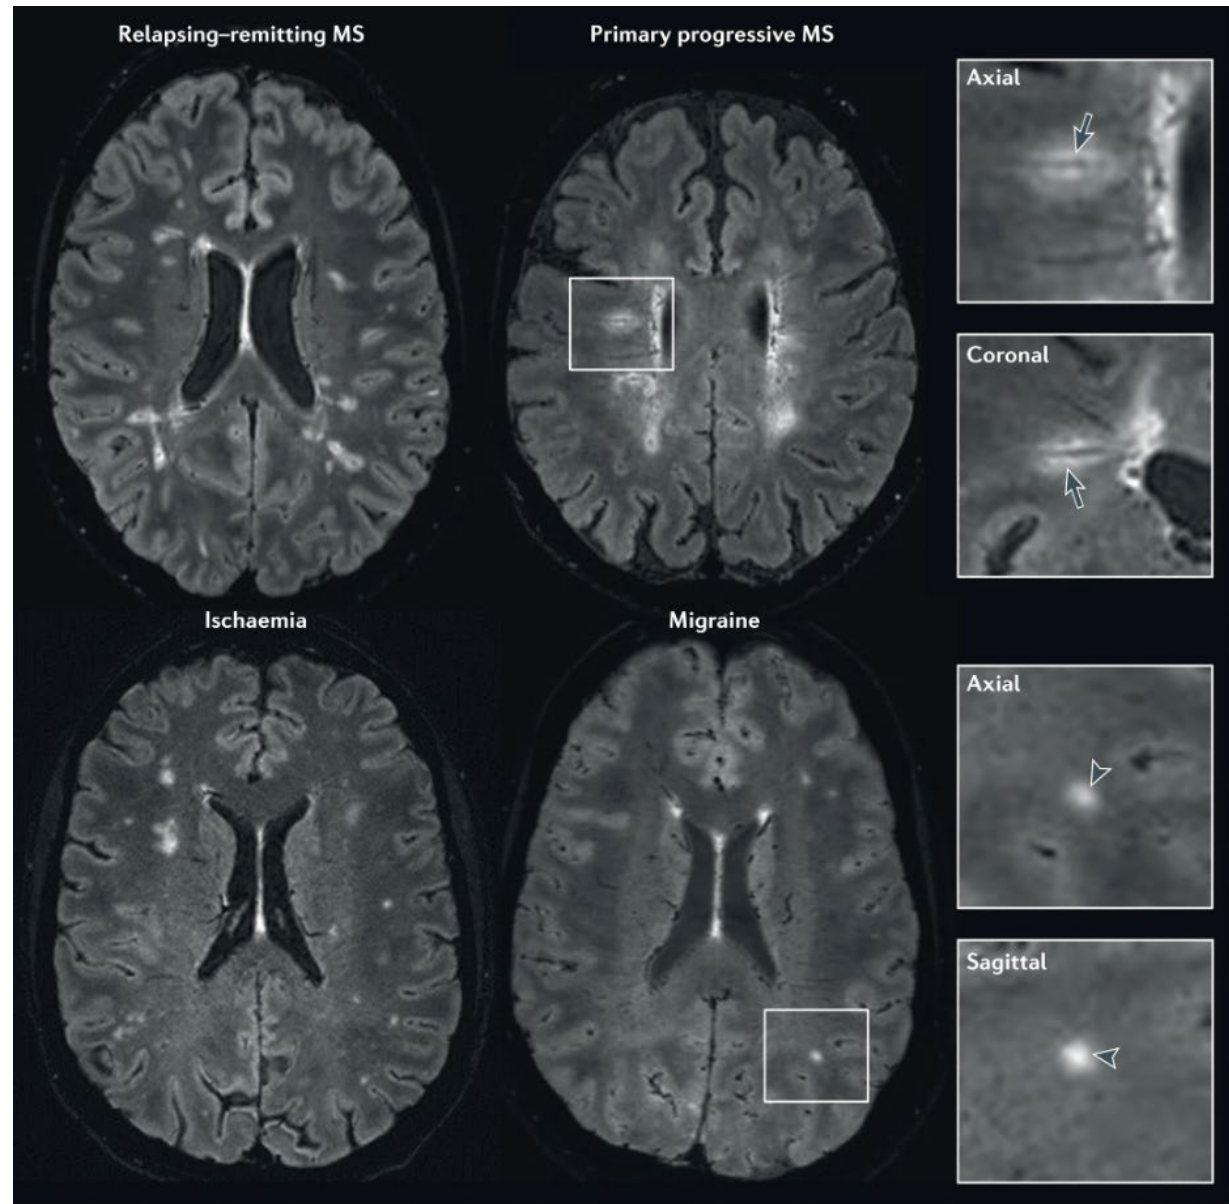 Relapsing–remitting MS
Primary progressive MS
Axial
Coronal
Ischaemia
Migraine
Axial
Sagittal